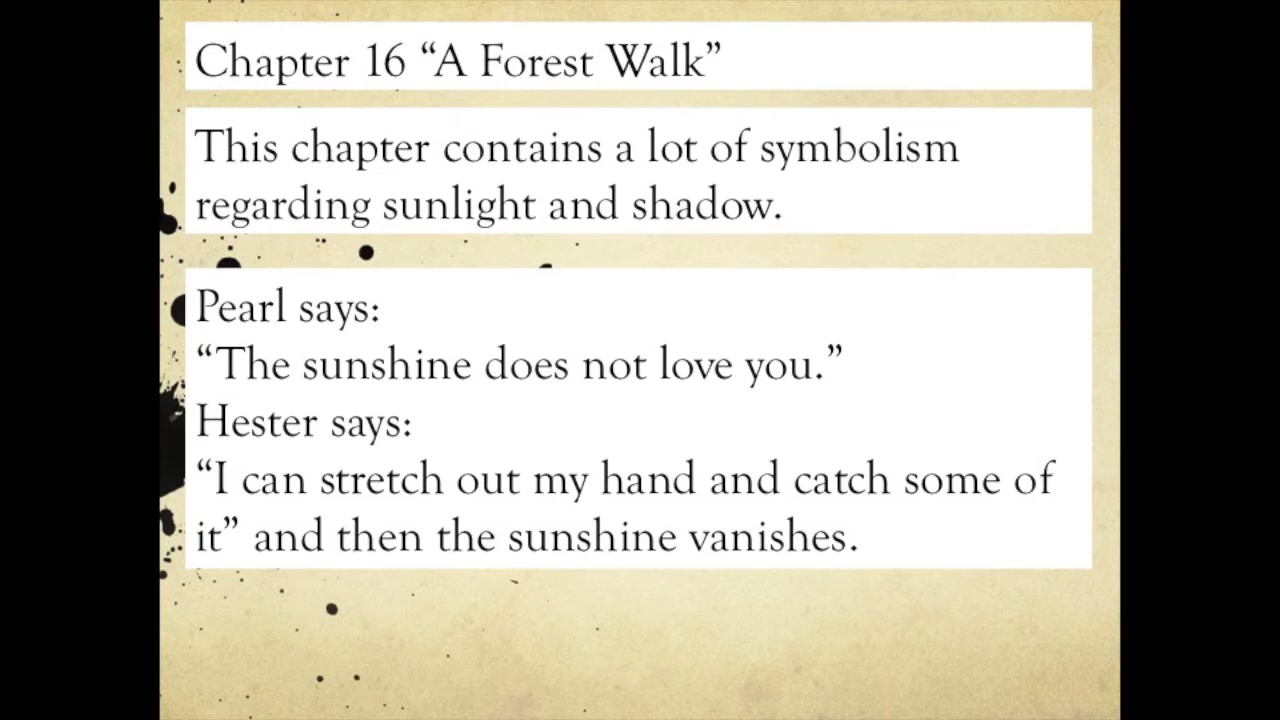 Chapter 16 “A Forest Walk”
This chapter contains a lot of symbolism
regarding sunlight and shadow.
Pearl says:
“The sunshine does not love you.”
Hester says:
“I can stretch out my hand and catch some of
it” and then the sunshine vanishes.